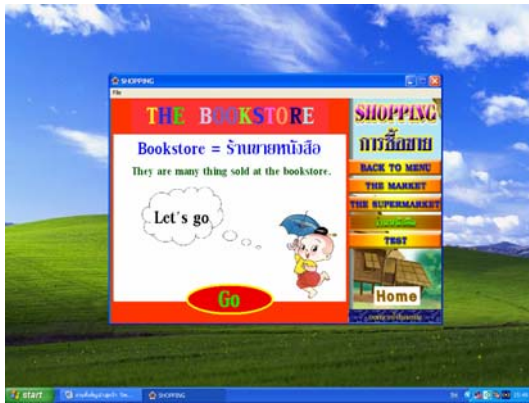 SHOPPING
File
THE BOOKSTORE
Bookstore = ร้านขายหนังสือ
They are many thing sold at the bookstore.
Let's go
Go
SHOPPING
การซื้อขาย
BACK TO MENU
THE MARKET
THE SUPERMARKET
TEST
Home
start
SHOPPING